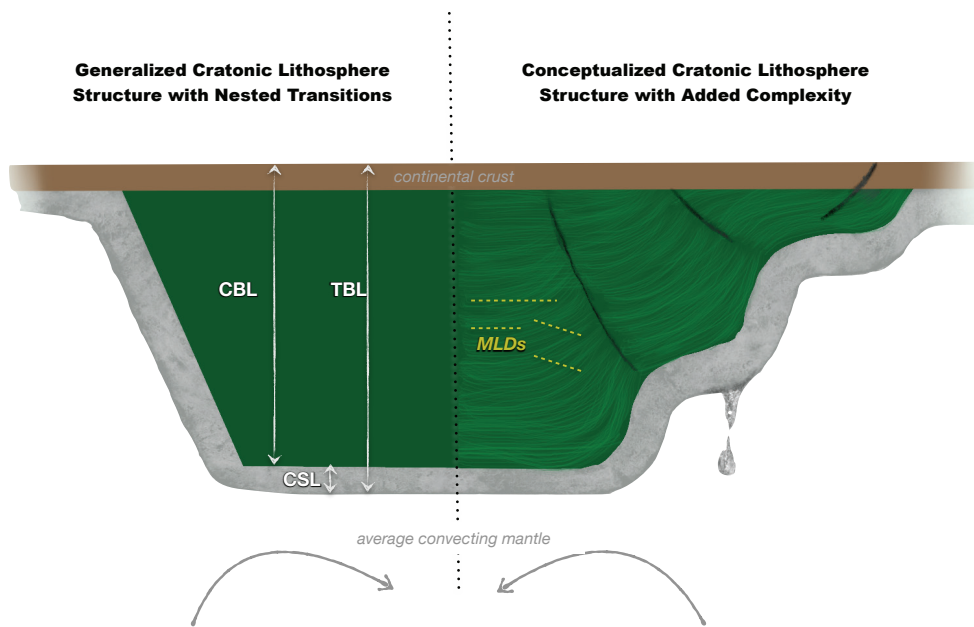 Generalized Cratonic Lithosphere
Structure with Nested Transitions
Conceptualized Cratonic Lithosphere
Structure with Added Complexity
continental crust
CBL
TBL
MLDs
CSL
average convecting mantle